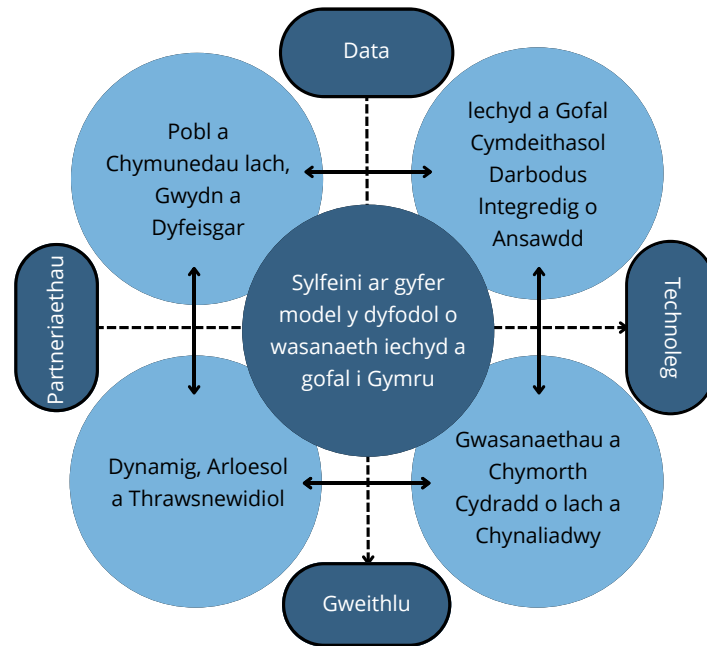 Data
Pobl a
Chymunedau Iach,
Gwydn a
Dyfeisgar
Iechyd a Gofal
Cymdeithasol
Darbodus
Integredig o
Ansawdd
Partneriaethau
Sylfeini ar gyfer
model y dyfodol o
wasanaeth iechyd a
gofal i Gymru
Technoleg
Dynamig, Arloesol
a Thrawsnewidiol
Gwasanaethau a
Chymorth
Cydradd o Iach a
Chynaliadwy
Gweithlu